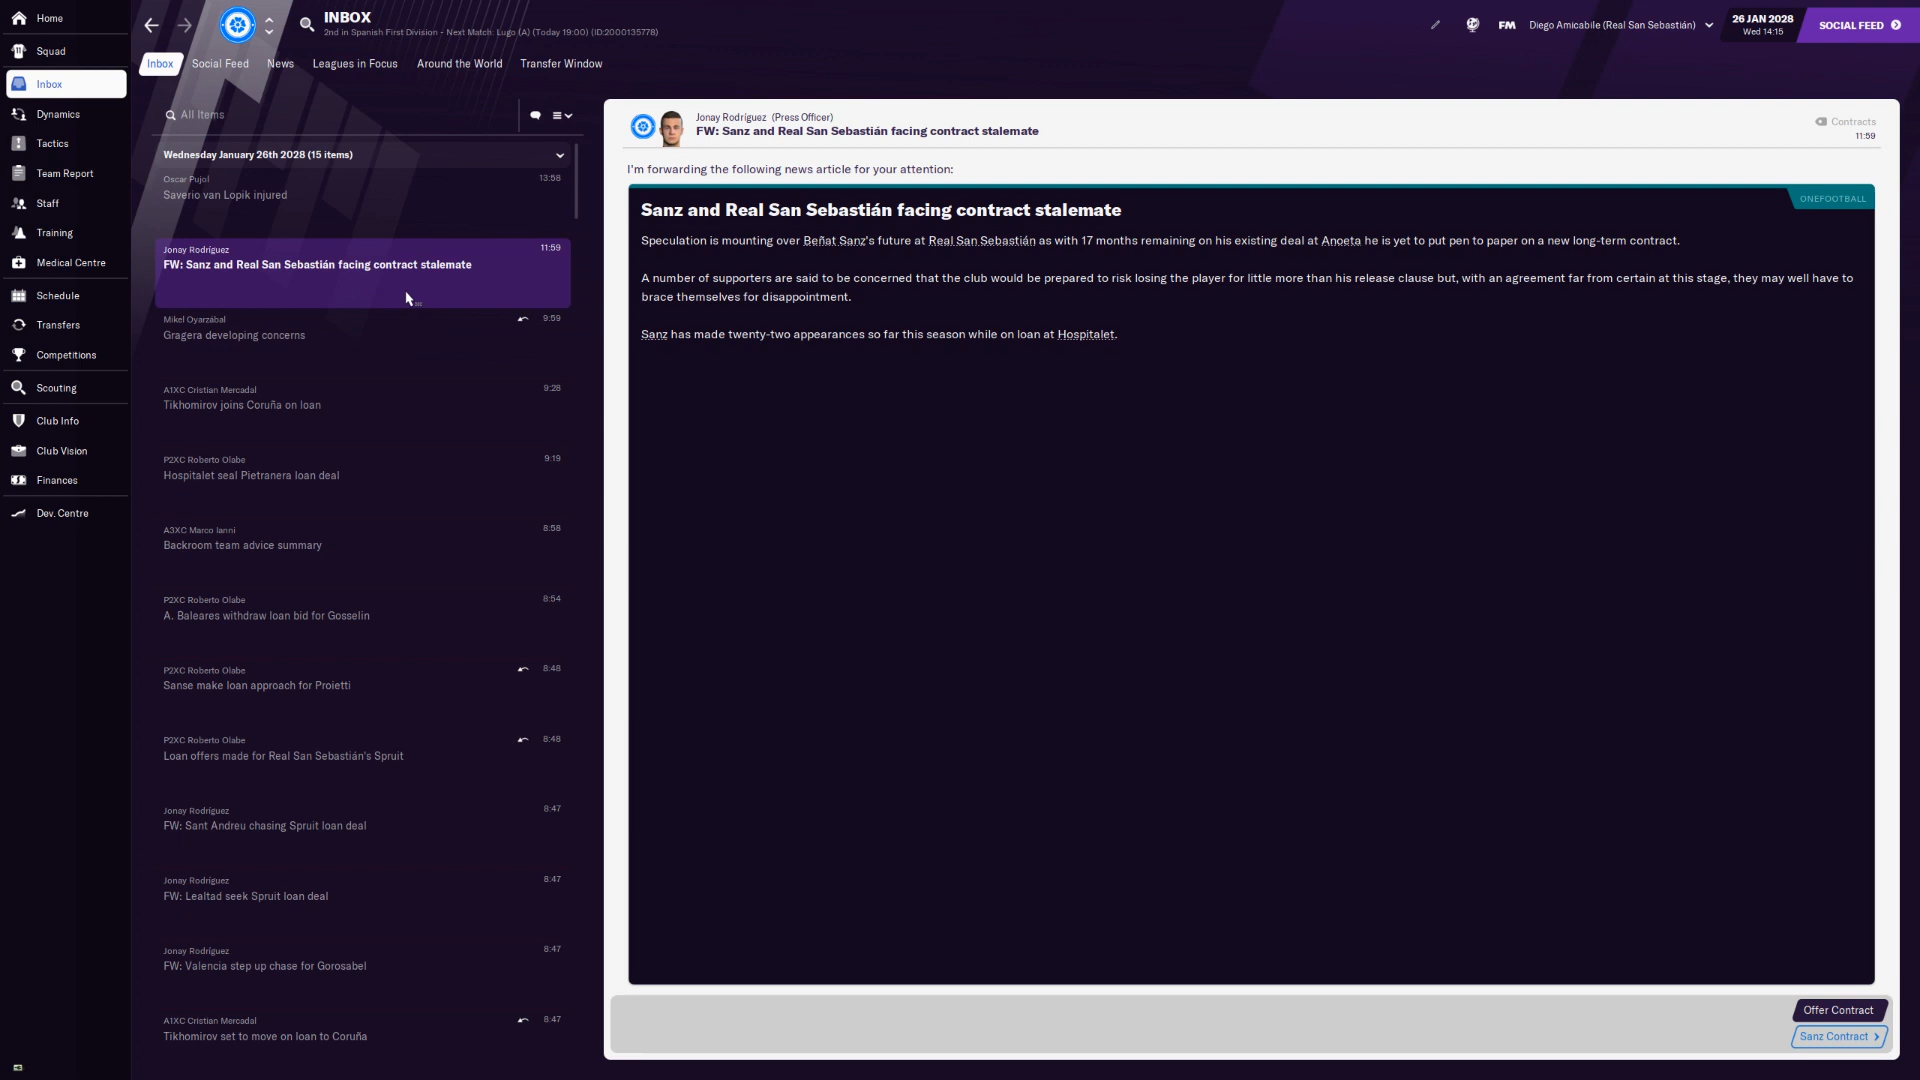 Home
Squad
Inbox
Dynamics
Tactics
Team Report
Staff
Training
Medical Centre
Schedule
Transfers
Competitions
Scouting
Club Info
Club Vision
Finances
Dev. Centre
INBOX
2nd in Spanish First Division - Next Match: Lugo (A) (Today 19:00) (ID:2000135778)
FM
Diego Amicabile (Real San Sebastián)
26 JAN 2028
Wed 14:15
SOCIAL FEED
Inbox
Social Feed
News
Leagues in Focus
Around the World
Transfer Window
All Items
Wednesday January 26th 2028 (15 items)
Oscar Pujol 13:58
Saverio van Lopik injured
Jonay Rodríguez 11:59
FW: Sanz and Real San Sebastián facing contract stalemate
Mikel Oyarzábal 9:59
Gragera developing concerns
A1XC Cristian Mercadal 9:28
Tikhomirov joins Coruña on loan
P2XC Roberto Olabe 9:19
Hospitalet seal Pietranera loan deal
A3XC Marco Ianni 8:58
Backroom team advice summary
P2XC Roberto Olabe 8:54
A. Baleares withdraw loan bid for Gosselin
P2XC Roberto Olabe 8:48
Sanse make loan approach for Proietti
P2XC Roberto Olabe 8:48
Loan offers made for Real San Sebastián's Spruit
Jonay Rodríguez 8:47
FW: Sant Andreu chasing Spruit loan deal
Jonay Rodríguez 8:47
FW: Lealtad seek Spruit loan deal
Jonay Rodríguez 8:47
FW: Valencia step up chase for Gorosabel
A1XC Cristian Mercadal 8:47
Tikhomirov set to move on loan to Coruña
Jonay Rodríguez (Press Officer)
FW: Sanz and Real San Sebastián facing contract stalemate
Contracts
11:59
I'm forwarding the following news article for your attention:
ONEFOOTBALL
Sanz and Real San Sebastián facing contract stalemate
Speculation is mounting over Beñat Sanz's future at Real San Sebastián as with 17 months remaining on his existing deal at Anoeta he is yet to put pen to paper on a new long-term contract.
A number of supporters are said to be concerned that the club would be prepared to risk losing the player for little more than his release clause but, with an agreement far from certain at this stage, they may well have to
brace themselves for disappointment.
Sanz has made twenty-two appearances so far this season while on loan at Hospitalet.
Offer Contract
Sanz Contract